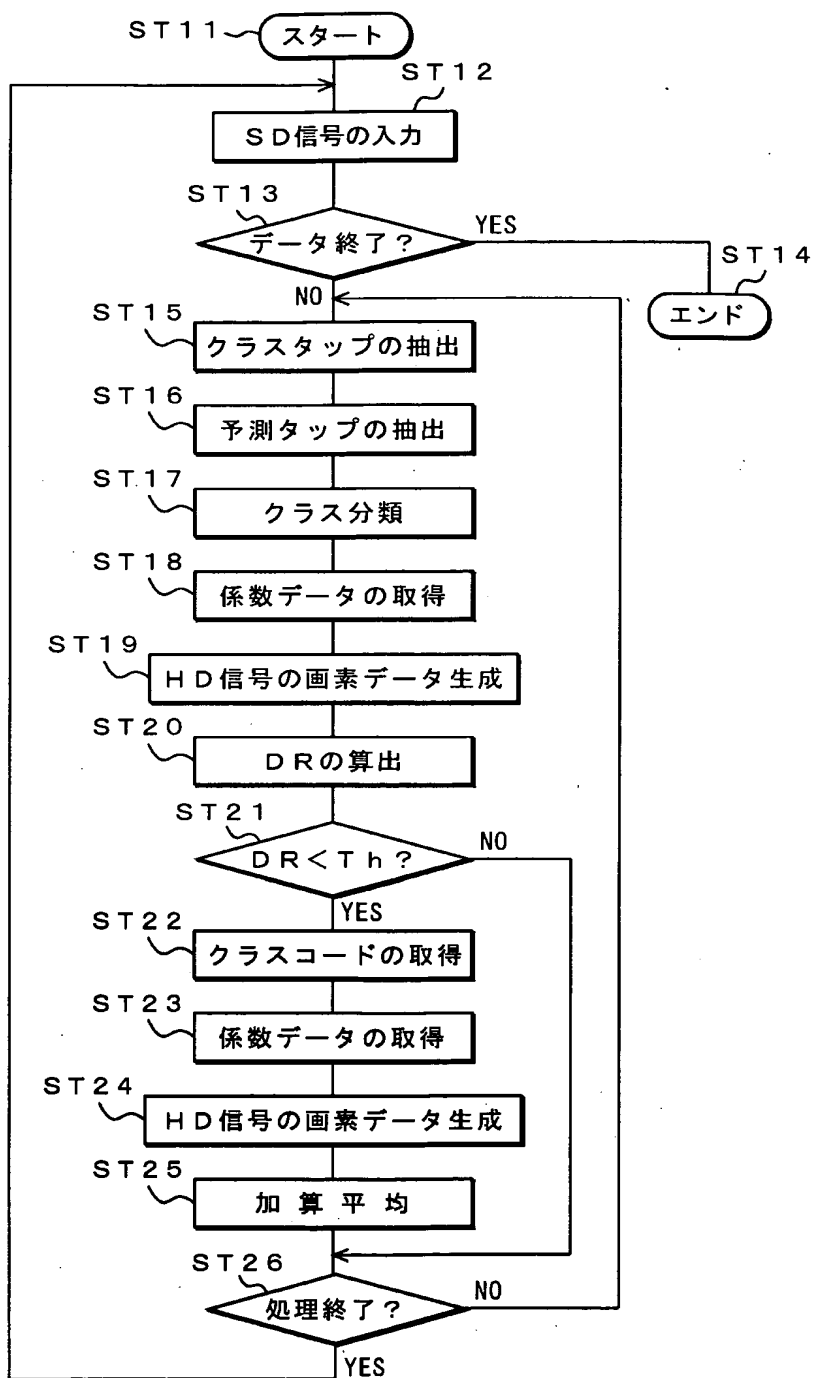 ST11
スタート
ST12
SD信号の入力
ST13
データ終了?
YES
ST14
エンド
NO
ST15
クラスタップの抽出
ST16
予測タップの抽出
ST17
クラス分類
ST18
係数データの取得
ST19
HD信号の画素データ生成
ST20
DRの算出
ST21
DR<Th?
NO
YES
ST22
クラスコードの取得
ST23
係数データの取得
ST24
HD信号の画素データ生成
ST25
加算平均
ST26
処理終了?
NO
YES